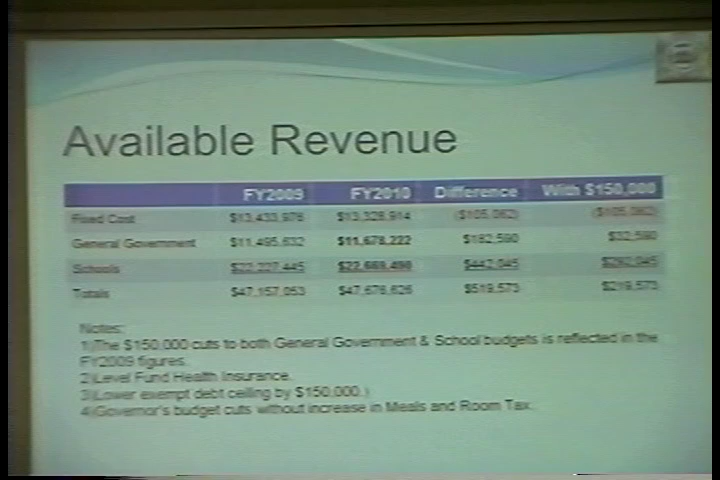 Available Revenue
FY2009 FY2010 Difference With $150,000
Fixed Cost $13,433,976 $13,328,914 ($105,062) ($105,062)
General Government $11,495,632 $11,678,222 $182,590 $32,590
Schools $22,227,445 $22,669,490 $442,045 $292,045
Totals $47,157,053 $47,676,626 $519,573 $219,573
Notes:
1)The $150,000 cuts to both General Government & School budgets is reflected in the
FY2009 figures.
2)Level Fund Health Insurance.
3)Lower exempt debt ceiling by $150,000.)
4)Governor's budget cuts without increase in Meals and Room Tax.